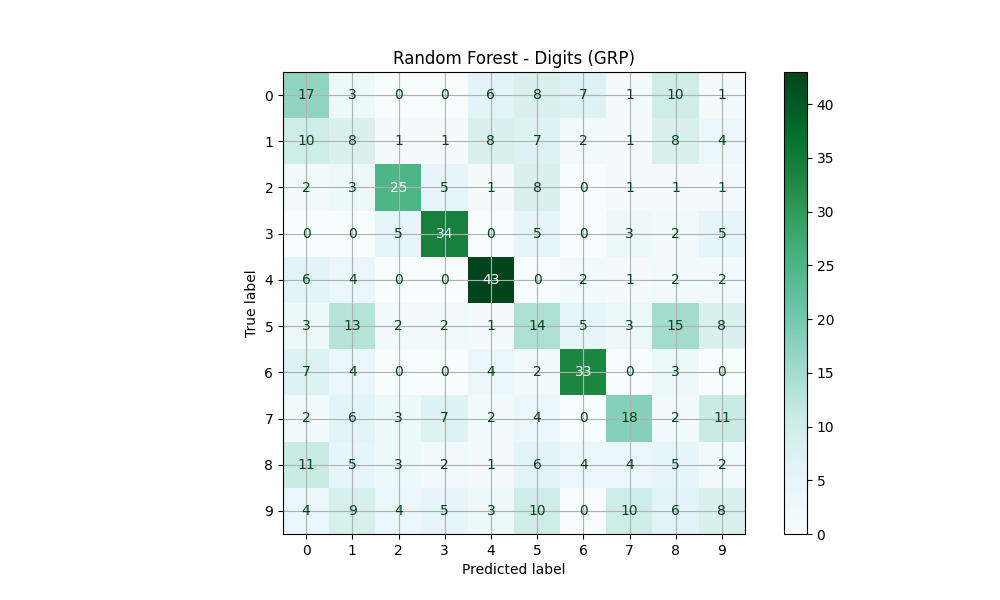 Random Forest - Digits (GRP)
True label
0 17 3 0 0 6 8 7 1 10 1
1 10 8 1 1 8 7 2 1 8 4
2 2 3 25 5 1 8 0 1 1 1
3 0 0 5 34 0 5 0 3 2 5
4 6 4 0 0 43 0 2 1 2 2
5 3 13 2 2 1 14 5 3 15 8
6 7 4 0 0 4 2 33 0 3 0
7 2 6 3 7 2 4 0 18 2 11
8 11 5 3 2 1 6 4 4 5 2
9 4 9 4 5 3 10 0 10 6 8
0 1 2 3 4 5 6 7 8 9
Predicted label
40
35
30
25
20
15
10
5
0